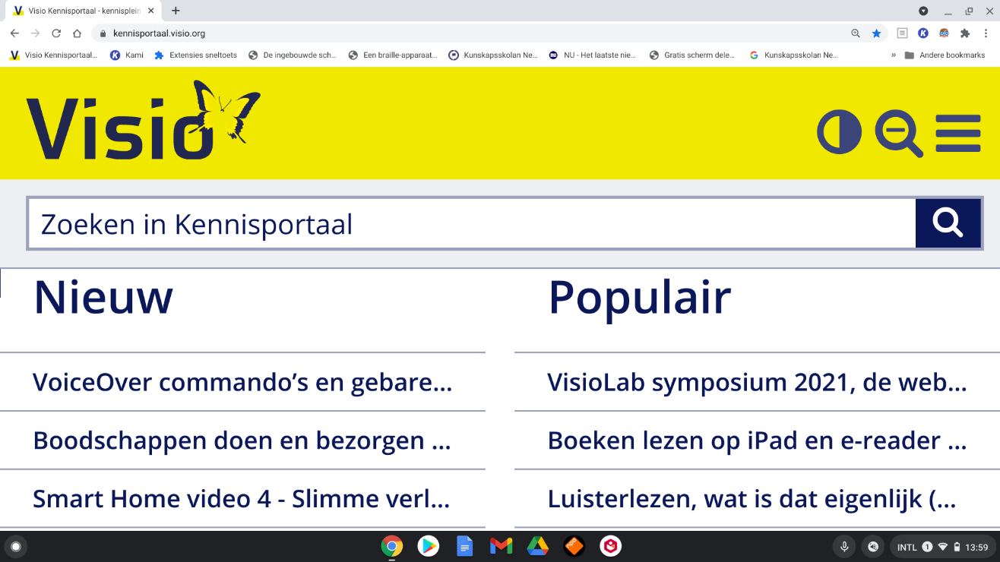 Visio Kennisportaal - kennisplein
kennisportaal.visio.org
Visio Kennisportaal...
Kami
Extensies sneltoets
De ingebouwde sch...
Een braille-apparaat...
Kunskapsskolan Ne...
NU - Het laatste nie...
Gratis scherm dele...
Kunskapsskolan Ne...
»
Andere bookmarks
Visio
Zoeken in Kennisportaal
Nieuw
VoiceOver commando’s en gebare...
Boodschappen doen en bezorgen ...
Smart Home video 4 - Slimme verl...
Populair
VisioLab symposium 2021, de web...
Boeken lezen op iPad en e-reader ...
Luisterlezen, wat is dat eigenlijk (...
INTL 1 13:59